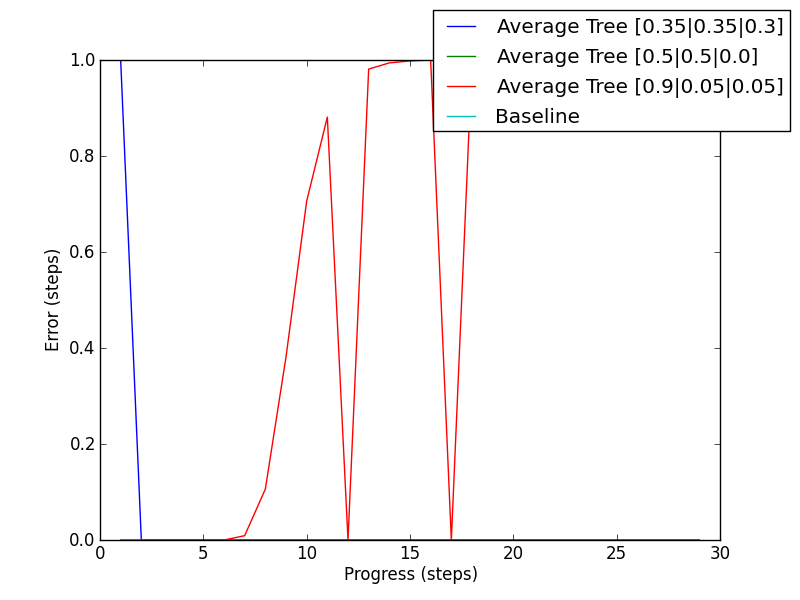 Average Tree [0.35|0.35|0.3]
Average Tree [0.5|0.5|0.0]
Average Tree [0.9|0.05|0.05]
Baseline
1.0
0.8
0.6
0.4
0.2
0.0
Error (steps)
0 5 10 15 20 25 30
Progress (steps)